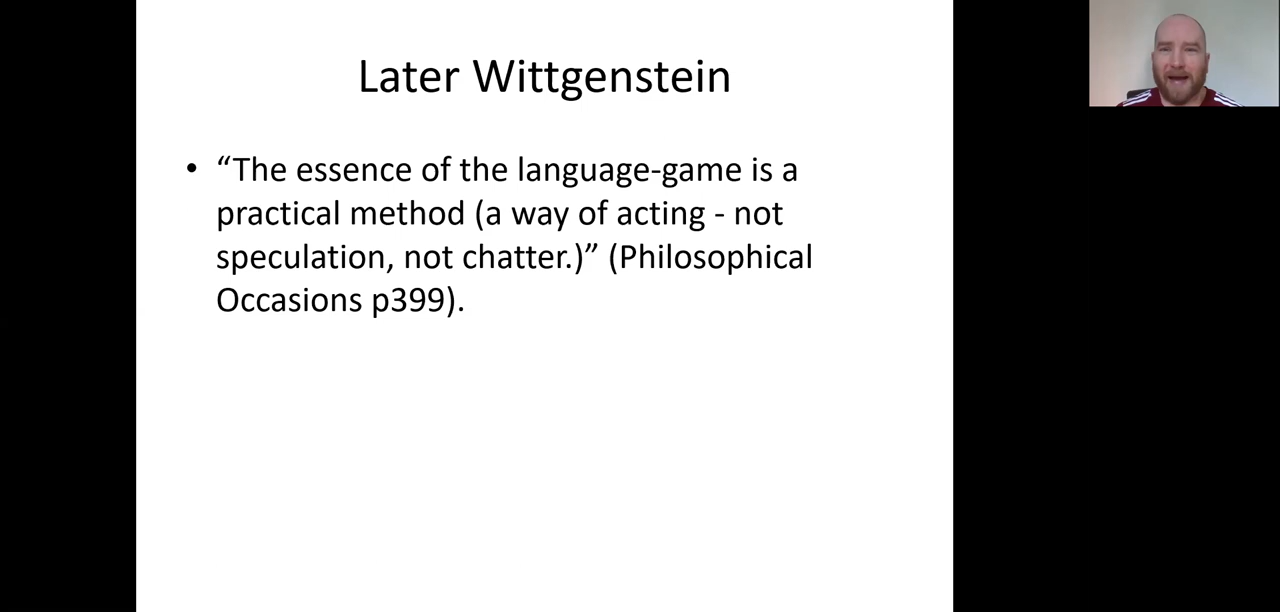 Later Wittgenstein
• “The essence of the language-game is a
practical method (a way of acting - not
speculation, not chatter.)” (Philosophical
Occasions p399).